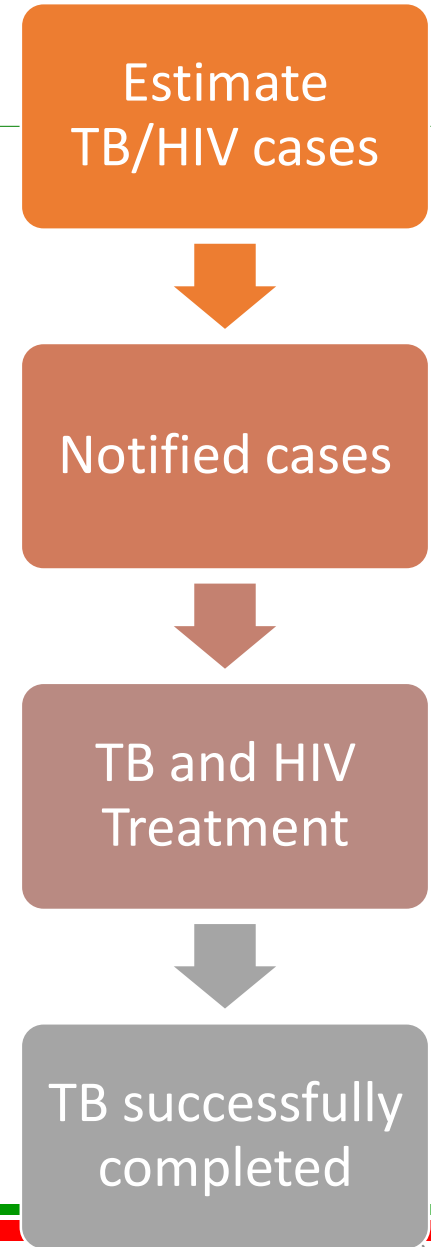 Estimate
TB/HIV cases
Notified cases
TB and HIV
Treatment
TB successfully
completed